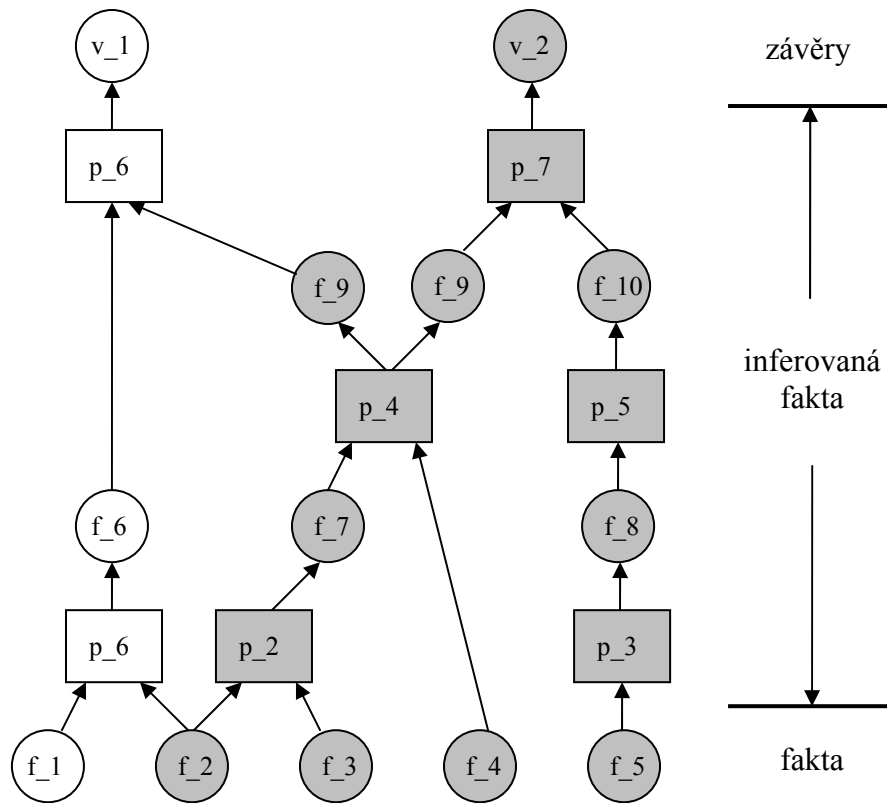 v_1
v_2
závěry
p_6
p_7
f_9
f_9
f_10
inferovaná
fakta
p_4
p_5
f_6
f_7
f_8
p_6
p_2
p_3
f_1
f_2
f_3
f_4
f_5
fakta